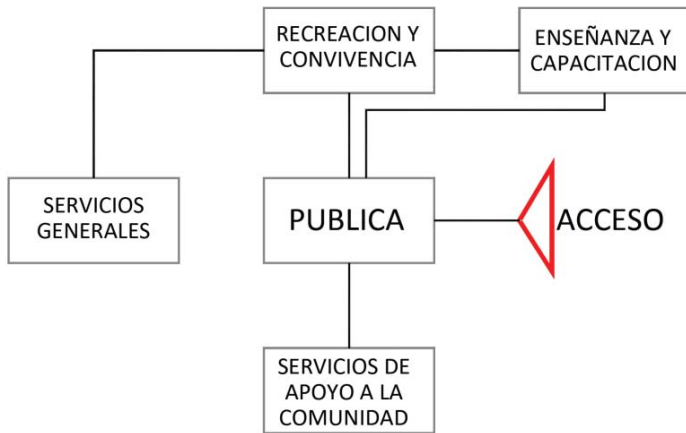 RECREACION Y
CONVIVENCIA
ENSEÑANZA Y
CAPACITACION
SERVICIOS
GENERALES
PUBLICA
ACCESO
SERVICIOS DE
APOYO A LA
COMUNIDAD